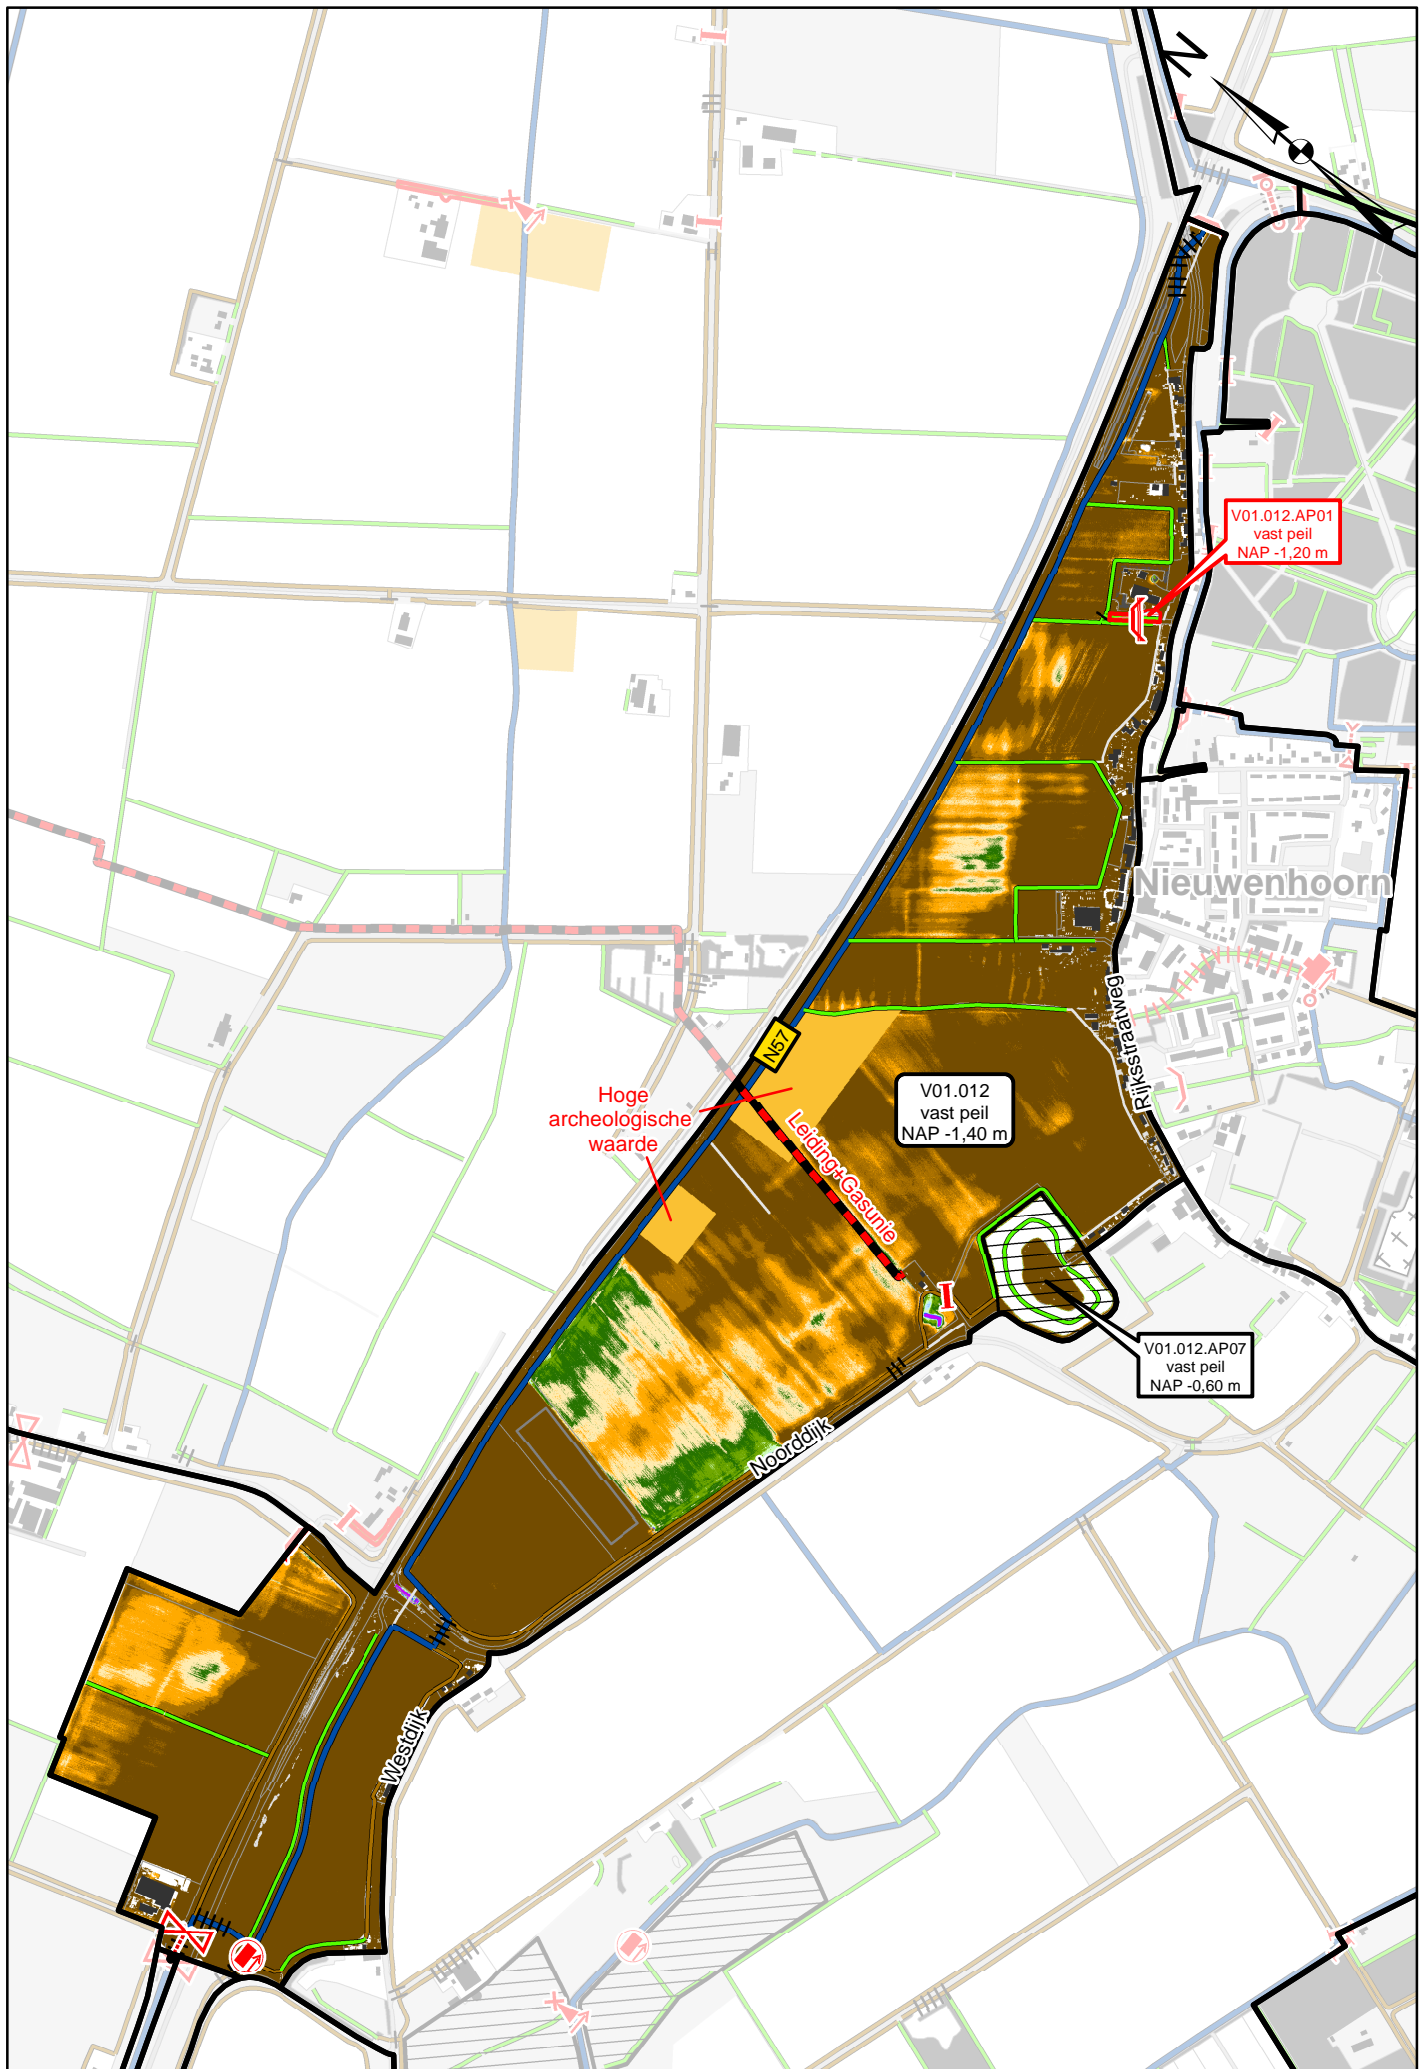 N
V01.012.AP01
vast peil
NAP -1,20 m
Nieuwenhoorn
Rijksstraatweg
N57
Hoge
archeologische
waarde
V01.012
vast peil
NAP -1,40 m
Leiding+Gasunie
V01.012.AP07
vast peil
NAP -0,60 m
Noorddijk
Westdijk